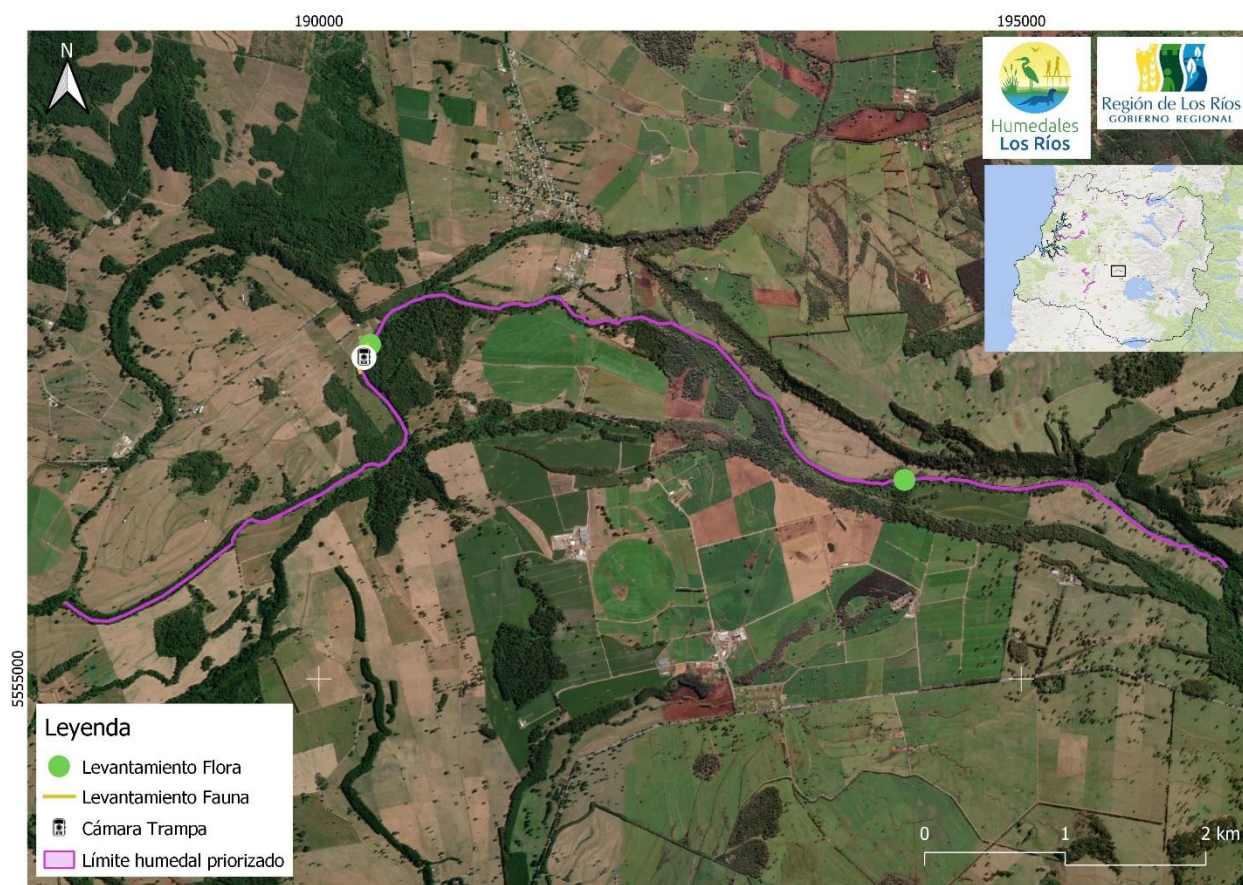 190000
195000
N
Humedales
Los Ríos
Región de Los Ríos
GOBIERNO REGIONAL
5555000
Leyenda
Levantamiento Flora
Levantamiento Fauna
Cámara Trampa
Límite humedal priorizado
0
1
2 km